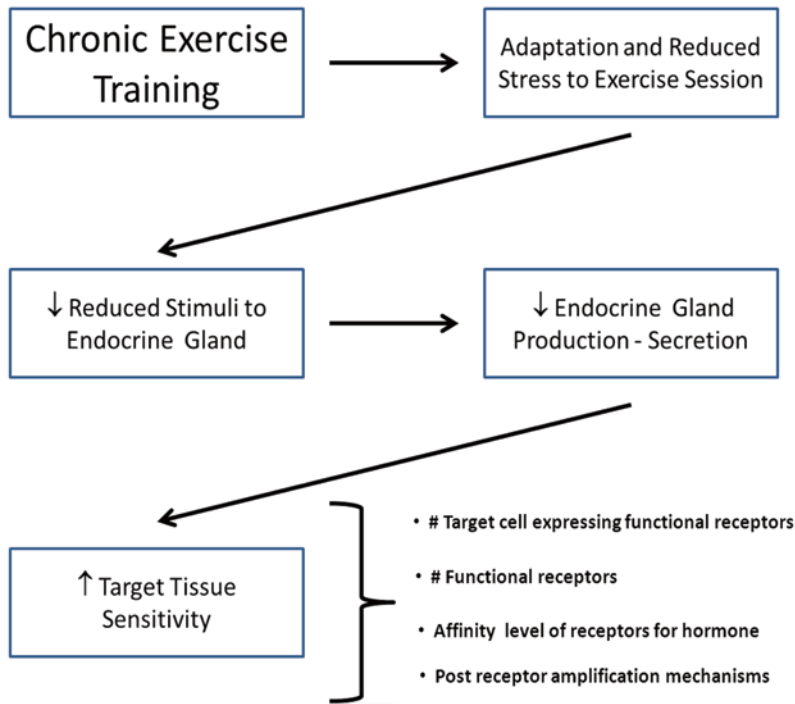 Chronic Exercise
Training
Adaptation and Reduced
Stress to Exercise Session
↓ Reduced Stimuli to
Endocrine Gland
↓ Endocrine Gland
Production - Secretion
↑ Target Tissue
Sensitivity
• # Target cell expressing functional receptors
• # Functional receptors
• Affinity level of receptors for hormone
• Post receptor amplification mechanisms